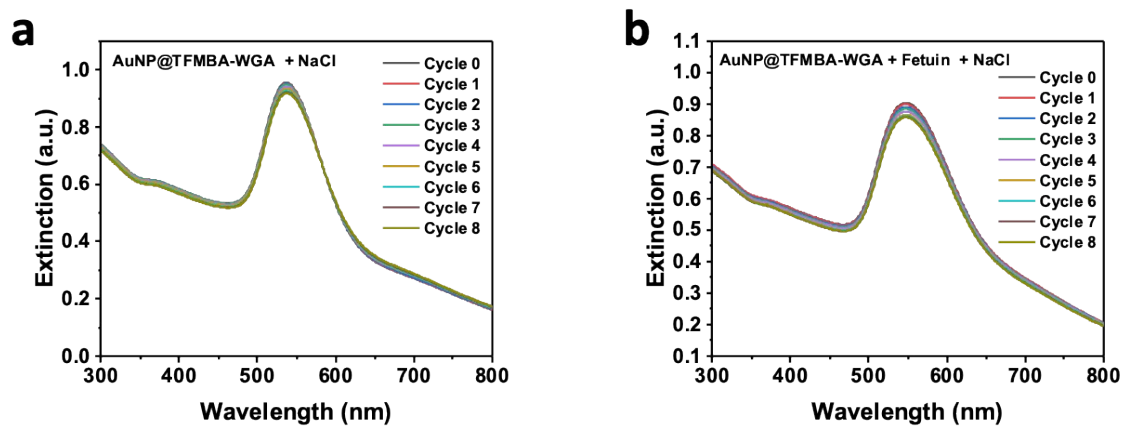 a
AuNP@TFMBA-WGA + NaCl
Cycle 0
Cycle 1
Cycle 2
Cycle 3
Cycle 4
Cycle 5
Cycle 6
Cycle 7
Cycle 8
Extinction (a.u.)
1.0
0.8
0.6
0.4
0.2
0.0
300 400 500 600 700 800
Wavelength (nm)
b
AuNP@TFMBA-WGA + Fetuin + NaCl
Cycle 0
Cycle 1
Cycle 2
Cycle 3
Cycle 4
Cycle 5
Cycle 6
Cycle 7
Cycle 8
Extinction (a.u.)
1.1
1.0
0.9
0.8
0.7
0.6
0.5
0.4
0.3
0.2
0.1
300 400 500 600 700 800
Wavelength (nm)